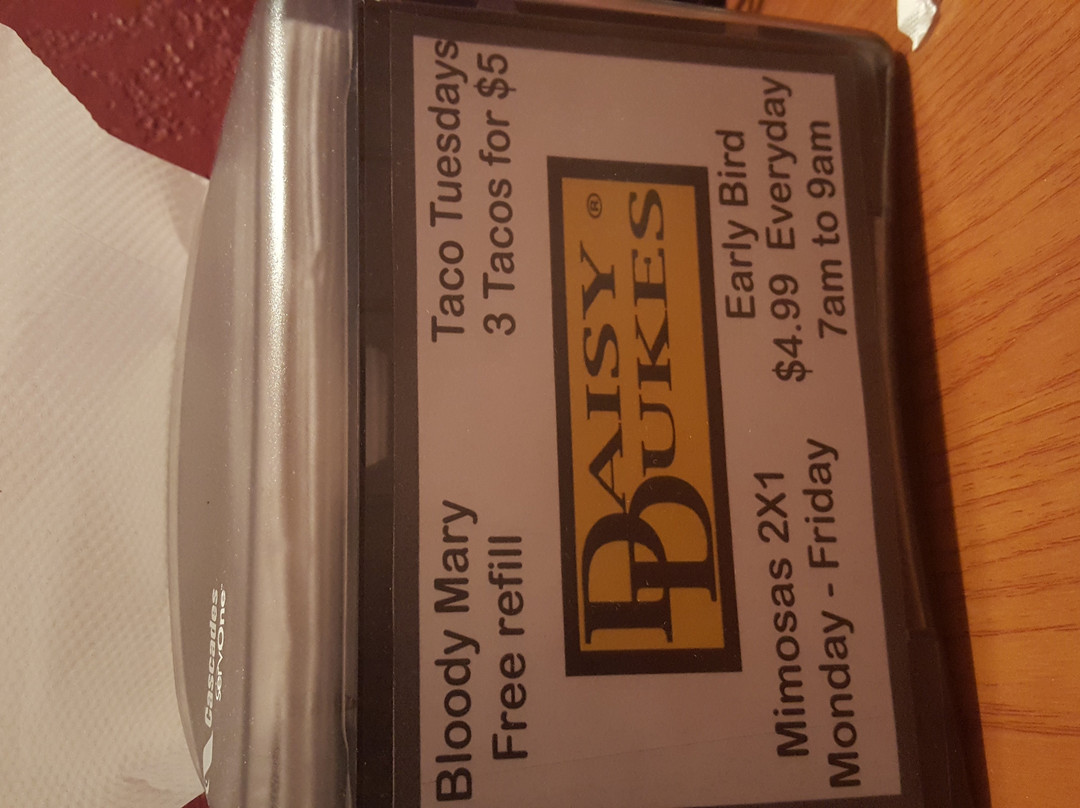 Bloody Mary
Free refill
Taco Tuesdays
3 Tacos for $5
DAISY
DUKES ®
Mimosas 2X1
Monday - Friday
Early Bird
$4.99 Everyday
7am to 9am
Cascades
servOne